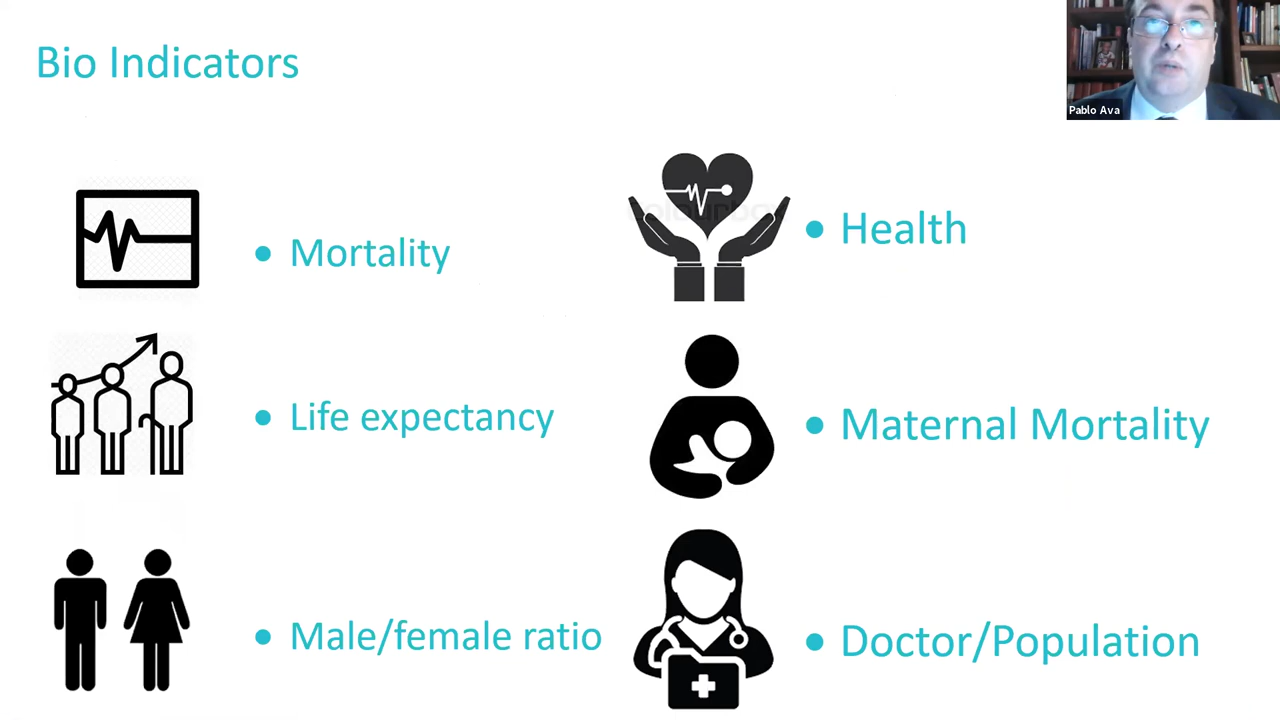 Bio Indicators
Pablo Ava
• Mortality
• Health
• Life expectancy
• Maternal Mortality
• Male/female ratio
• Doctor/Population